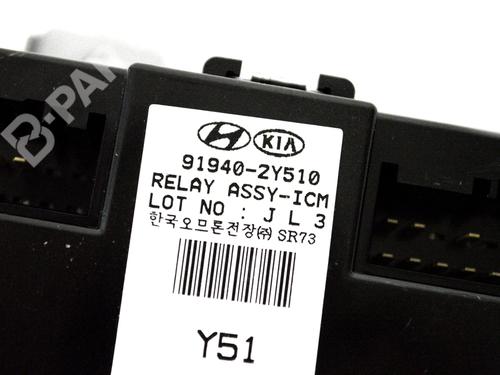 B-PARTS
KIA
91940-2Y510
RELAY ASSY-ICM
LOT NO : J L 3
한국오므론전장㈜ SR73
Y51